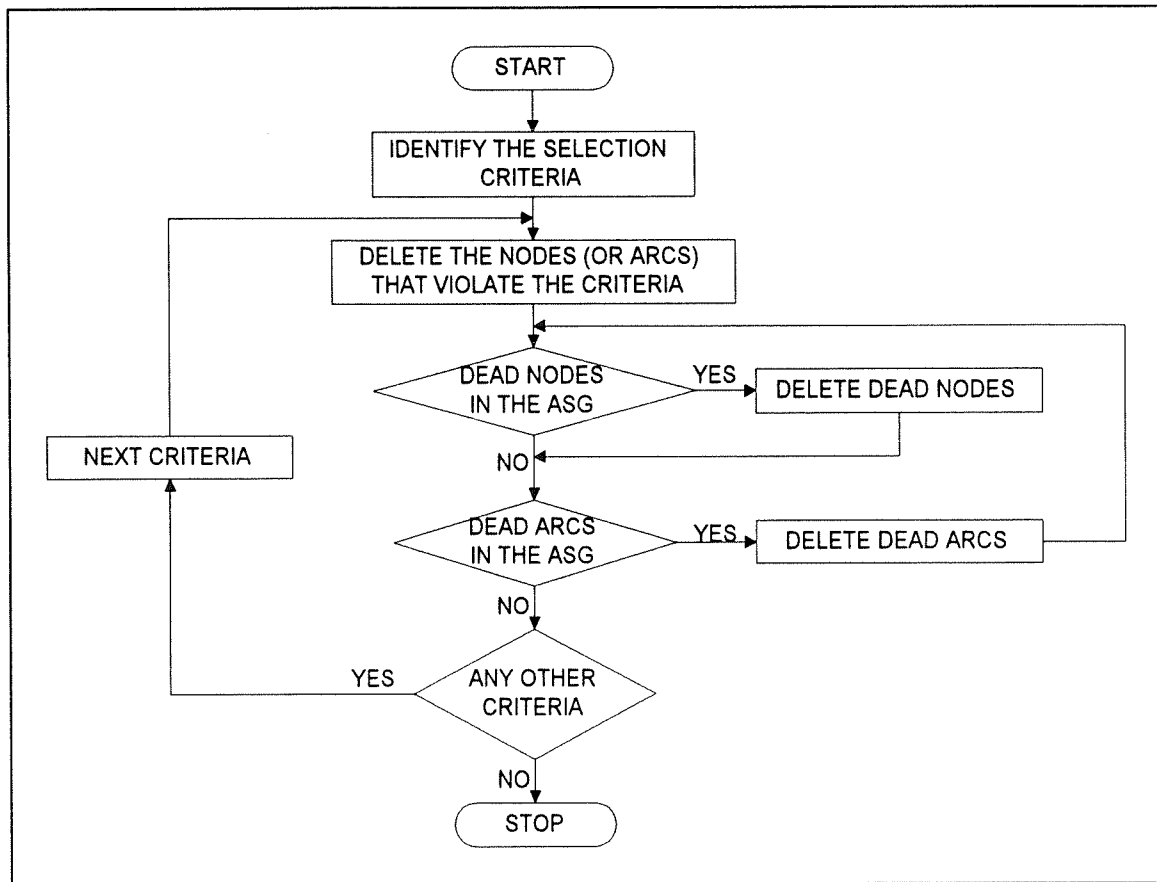 START
IDENTIFY THE SELECTION
CRITERIA
DELETE THE NODES (OR ARCS)
THAT VIOLATE THE CRITERIA
DEAD NODES
IN THE ASG
YES
DELETE DEAD NODES
NEXT CRITERIA
NO
DEAD ARCS
IN THE ASG
YES
DELETE DEAD ARCS
NO
YES
ANY OTHER
CRITERIA
NO
STOP